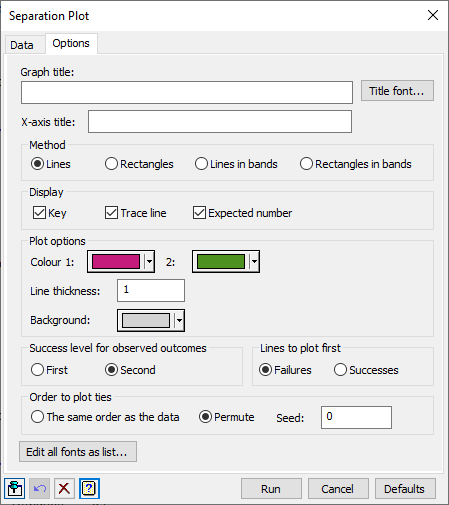 Separation Plot
Data Options
Graph title:
Title font...
X-axis title:
Method
Lines Rectangles Lines in bands Rectangles in bands
Display
Key Trace line Expected number
Plot options
Colour 1: 2:
Line thickness: 1
Background:
Success level for observed outcomes Lines to plot first
First Second Failures Successes
Order to plot ties
The same order as the data Permute Seed: 0
Edit all fonts as list...
? Run Cancel Defaults